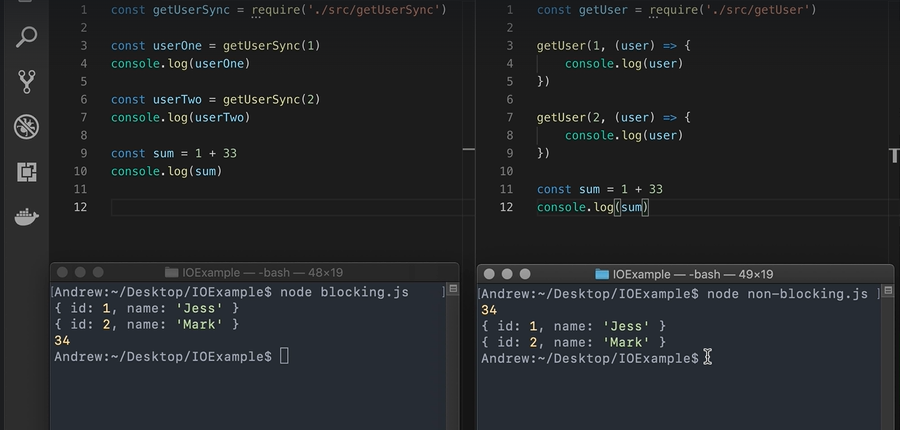 1 const getUserSync = require('./src/getUserSync')
2
3 const userOne = getUserSync(1)
4 console.log(userOne)
5
6 const userTwo = getUserSync(2)
7 console.log(userTwo)
8
9 const sum = 1 + 33
10 console.log(sum)
11
12
IOExample — -bash — 48×19
[Andrew:~/Desktop/IOExample$ node blocking.js ]
{ id: 1, name: 'Jess' }
{ id: 2, name: 'Mark' }
34
Andrew:~/Desktop/IOExample$
1 const getUser = require('./src/getUser')
2
3 getUser(1, (user) => {
4 console.log(user)
5 })
6
7 getUser(2, (user) => {
8 console.log(user)
9 })
10
11 const sum = 1 + 33
12 console.log(sum)
IOExample — -bash — 49×19
[Andrew:~/Desktop/IOExample$ node non-blocking.js ]
34
{ id: 1, name: 'Jess' }
{ id: 2, name: 'Mark' }
Andrew:~/Desktop/IOExample$